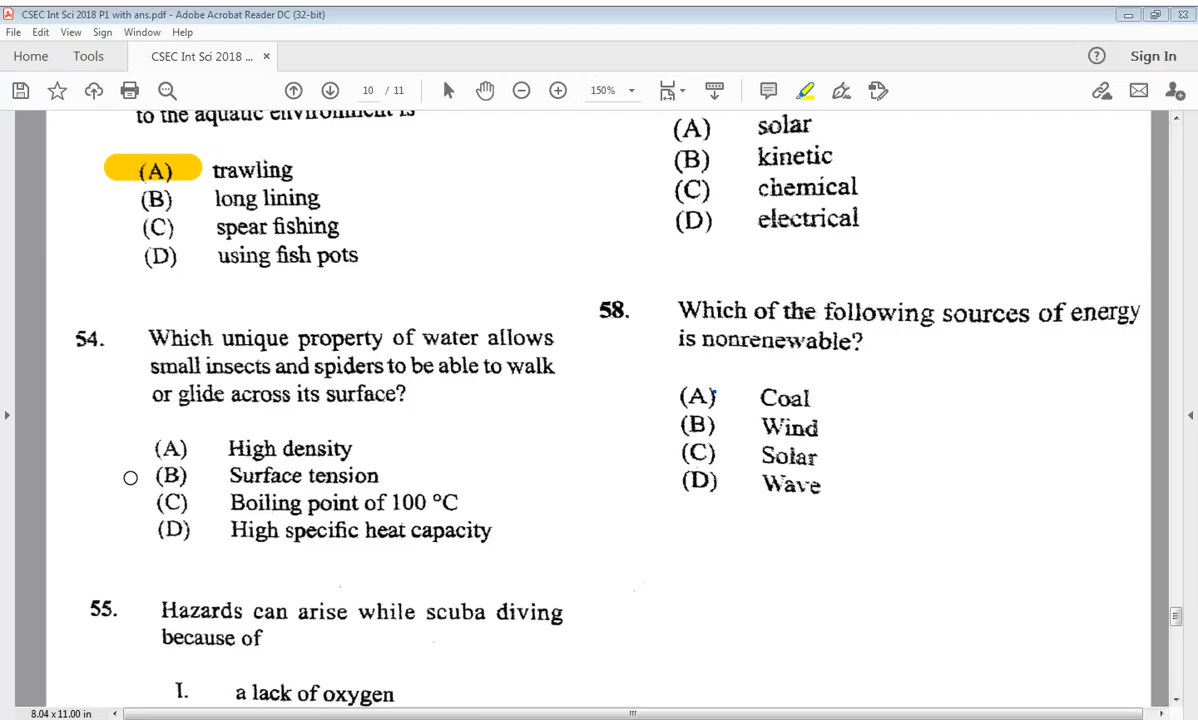 CSEC Int Sci 2018 P1 with ans.pdf - Adobe Acrobat Reader DC (32-bit)
File Edit View Sign Window Help
Home Tools CSEC Int Sci 2018 ... × ? Sign In
10 / 11 150%
to the aquatic environment is
(A) trawling
(B) long lining
(C) spear fishing
(D) using fish pots
54. Which unique property of water allows
small insects and spiders to be able to walk
or glide across its surface?
(A) High density
(B) Surface tension
(C) Boiling point of 100 °C
(D) High specific heat capacity
55. Hazards can arise while scuba diving
because of
I. a lack of oxygen
(A) solar
(B) kinetic
(C) chemical
(D) electrical
58. Which of the following sources of energy
is nonrenewable?
(A) Coal
(B) Wind
(C) Solar
(D) Wave
8.04 x 11.00 in